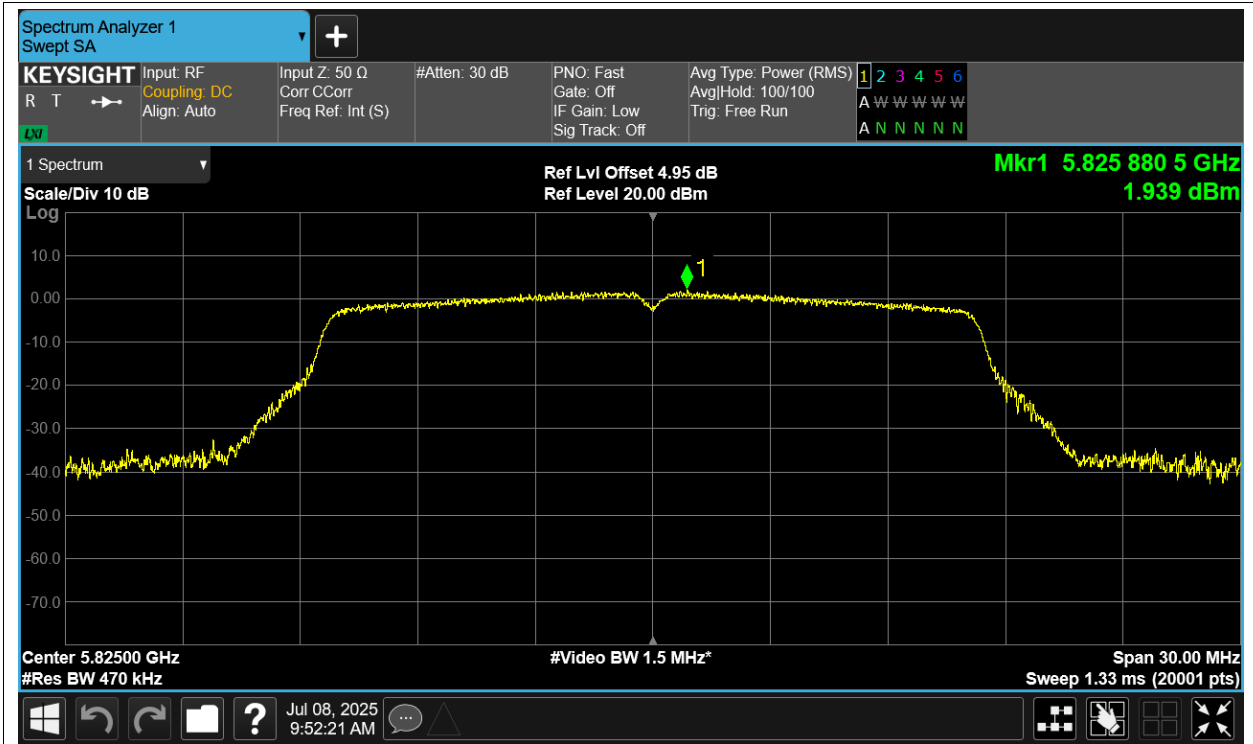 Spectrum Analyzer 1
Swept SA
KEYSIGHT
R T
LXI
Input: RF
Coupling: DC
Align: Auto
Input Z: 50 Ω
Corr CCorr
Freq Ref: Int (S)
#Atten: 30 dB
PNO: Fast
Gate: Off
IF Gain: Low
Sig Track: Off
Avg Type: Power (RMS)
Avg|Hold: 100/100
Trig: Free Run
1 2 3 4 5 6
A W W W W W
A N N N N N
1 Spectrum
Scale/Div 10 dB
Log
Ref Lvl Offset 4.95 dB
Ref Level 20.00 dBm
Mkr1 5.825 880 5 GHz
1.939 dBm
1
10.0
0.00
-10.0
-20.0
-30.0
-40.0
-50.0
-60.0
-70.0
Center 5.82500 GHz
#Res BW 470 kHz
#Video BW 1.5 MHz*
Span 30.00 MHz
Sweep 1.33 ms (20001 pts)
?
Jul 08, 2025
9:52:21 AM